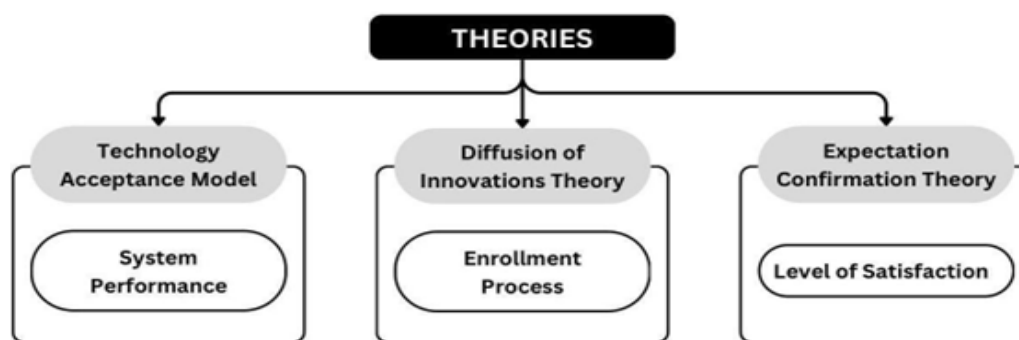 THEORIES
Technology
Acceptance Model
Diffusion of
Innovations Theory
Expectation
Confirmation Theory
System
Performance
Enrollment
Process
Level of Satisfaction